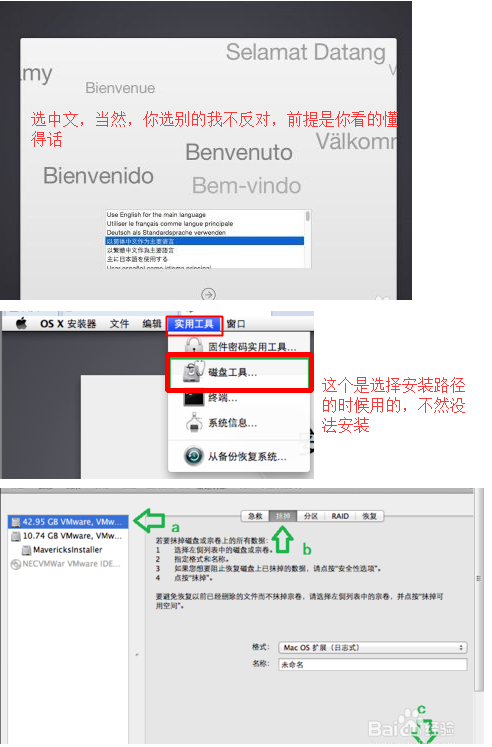 Selamat Datang
amy
Bienvenue
选中文，当然，你选别的我不反对，前提是你看的懂
得话
Välkomm
Benvenuto
Bienvenido
Bem-vindo
Use English for the main language
Utiliser le français comme langue principale
Deutsch als Standardsprache verwenden
以简体中文作为主要语言
以繁體中文作為主要語言
主に日本語を使用する
Usar español como idioma principal
OS X 安装器 文件 编辑 实用工具 窗口
固件密码实用工具...
磁盘工具...
终端...
系统信息...
从备份恢复系统...
这个是选择安装路径
的时候用的，不然没
法安装
42.95 GB VMware, VMw...
10.74 GB VMware, VMw...
MavericksInstaller
NECVMWar VMware IDE...
a
急救 抹掉 分区 RAID 恢复
b
若要抹掉磁盘或宗卷上的所有数据：
1 选择左侧列表中的磁盘或宗卷。
2 指定格式和名称。
3 如果您想要阻止恢复磁盘上已抹掉的数据，请点按“安全性选项”。
4 点按“抹掉”。
要避免恢复以前已经删除的文件而不抹掉宗卷，请选择左侧列表中的宗卷，并点按“抹掉可
用空间”。
格式： Mac OS 扩展（日志式）
名称： 未命名
c
Baidu经验